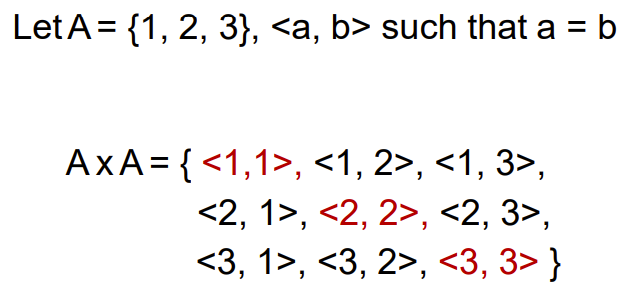 Let A = {1, 2, 3}, <a, b> such that a = b
A x A = { <1,1>, <1, 2>, <1, 3>,
<2, 1>, <2, 2>, <2, 3>,
<3, 1>, <3, 2>, <3, 3> }